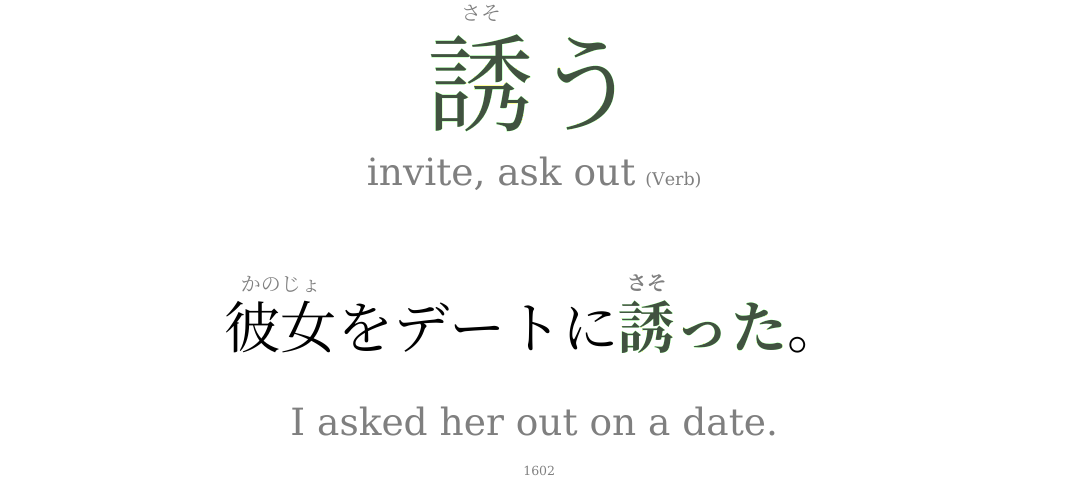 さそ
誘う
invite, ask out (Verb)
かのじょ さそ
彼女をデートに誘った。
I asked her out on a date.
1602